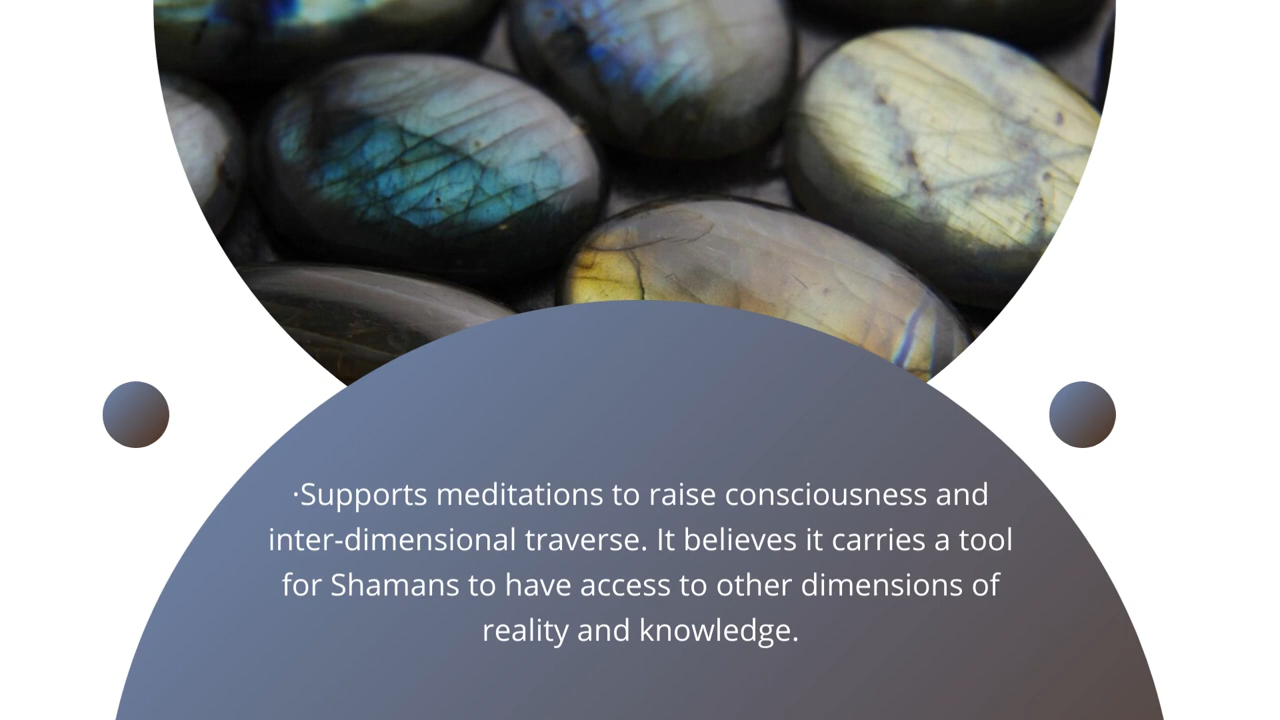 ·Supports meditations to raise consciousness and
inter-dimensional traverse. It believes it carries a tool
for Shamans to have access to other dimensions of
reality and knowledge.